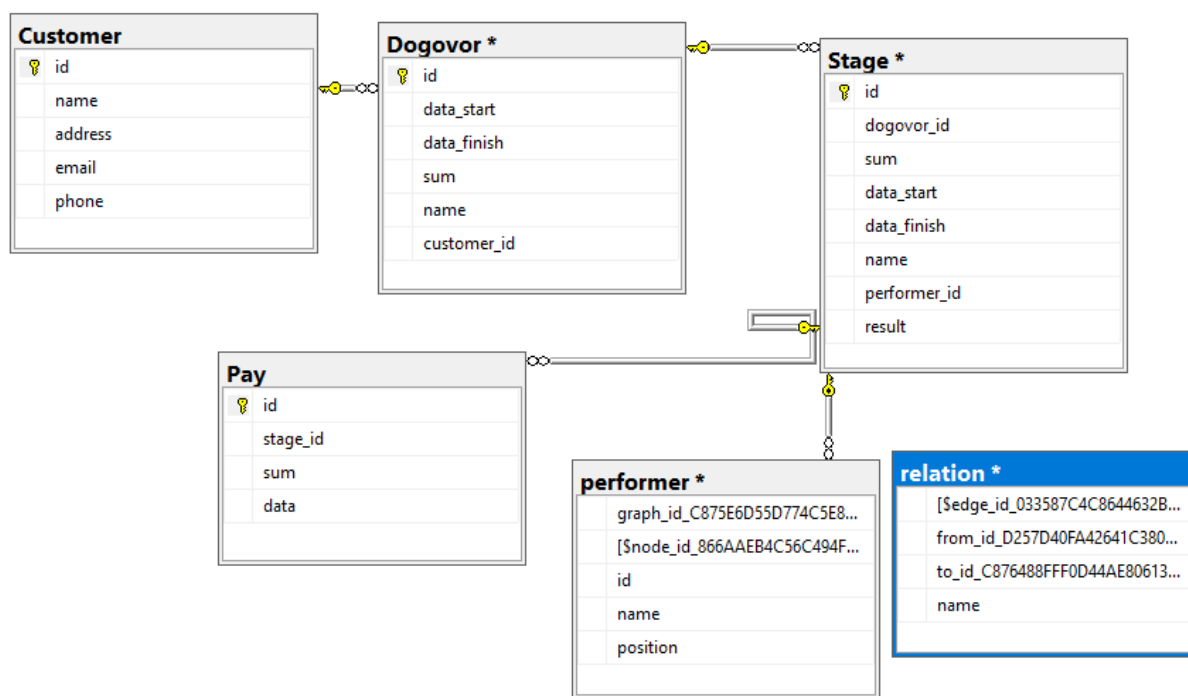 Customer
id
name
address
email
phone
Dogovor *
id
data_start
data_finish
sum
name
customer_id
Stage *
id
dogovor_id
sum
data_start
data_finish
name
performer_id
result
Pay
id
stage_id
sum
data
performer *
graph_id_C875E6D55D774C5E8...
[$node_id_866AAEB4C56C494F...
id
name
position
relation *
[$edge_id_033587C4C8644632B...
from_id_D257D40FA42641C380...
to_id_C876488FFF0D44AE80613...
name